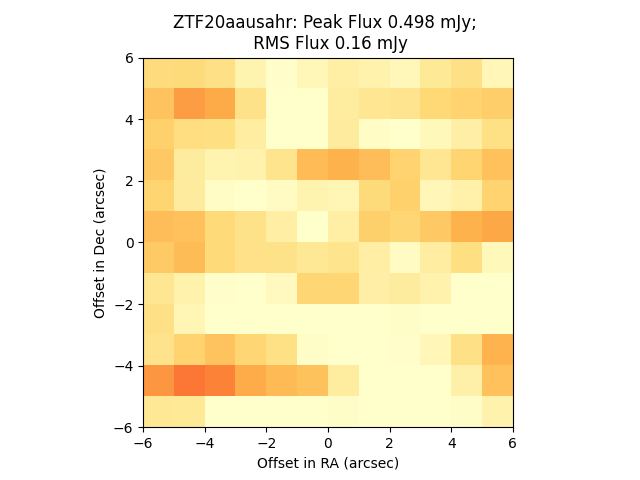 ZTF20aausahr: Peak Flux 0.498 mJy;
RMS Flux 0.16 mJy
6
4
2
0
−2
−4
−6
Offset in Dec (arcsec)
−6 −4 −2 0 2 4 6
Offset in RA (arcsec)